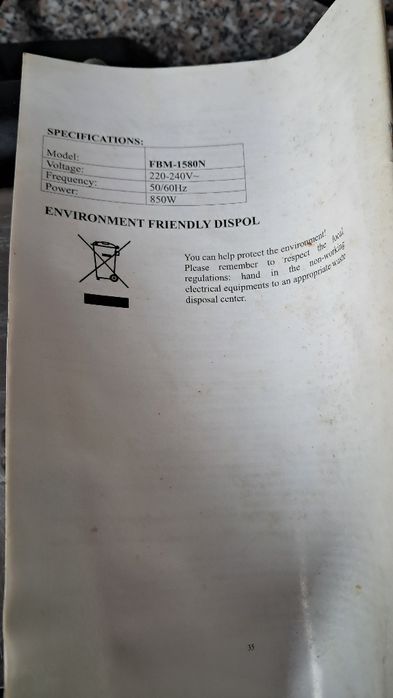 SPECIFICATIONS:
Model: FBM-1580N
Voltage: 220-240V~
Frequency: 50/60Hz
Power: 850W
ENVIRONMENT FRIENDLY DISPOL
You can help protect the environment!
Please remember to respect the local
regulations: hand in the non-working
electrical equipments to an appropriate waste
disposal center.
35